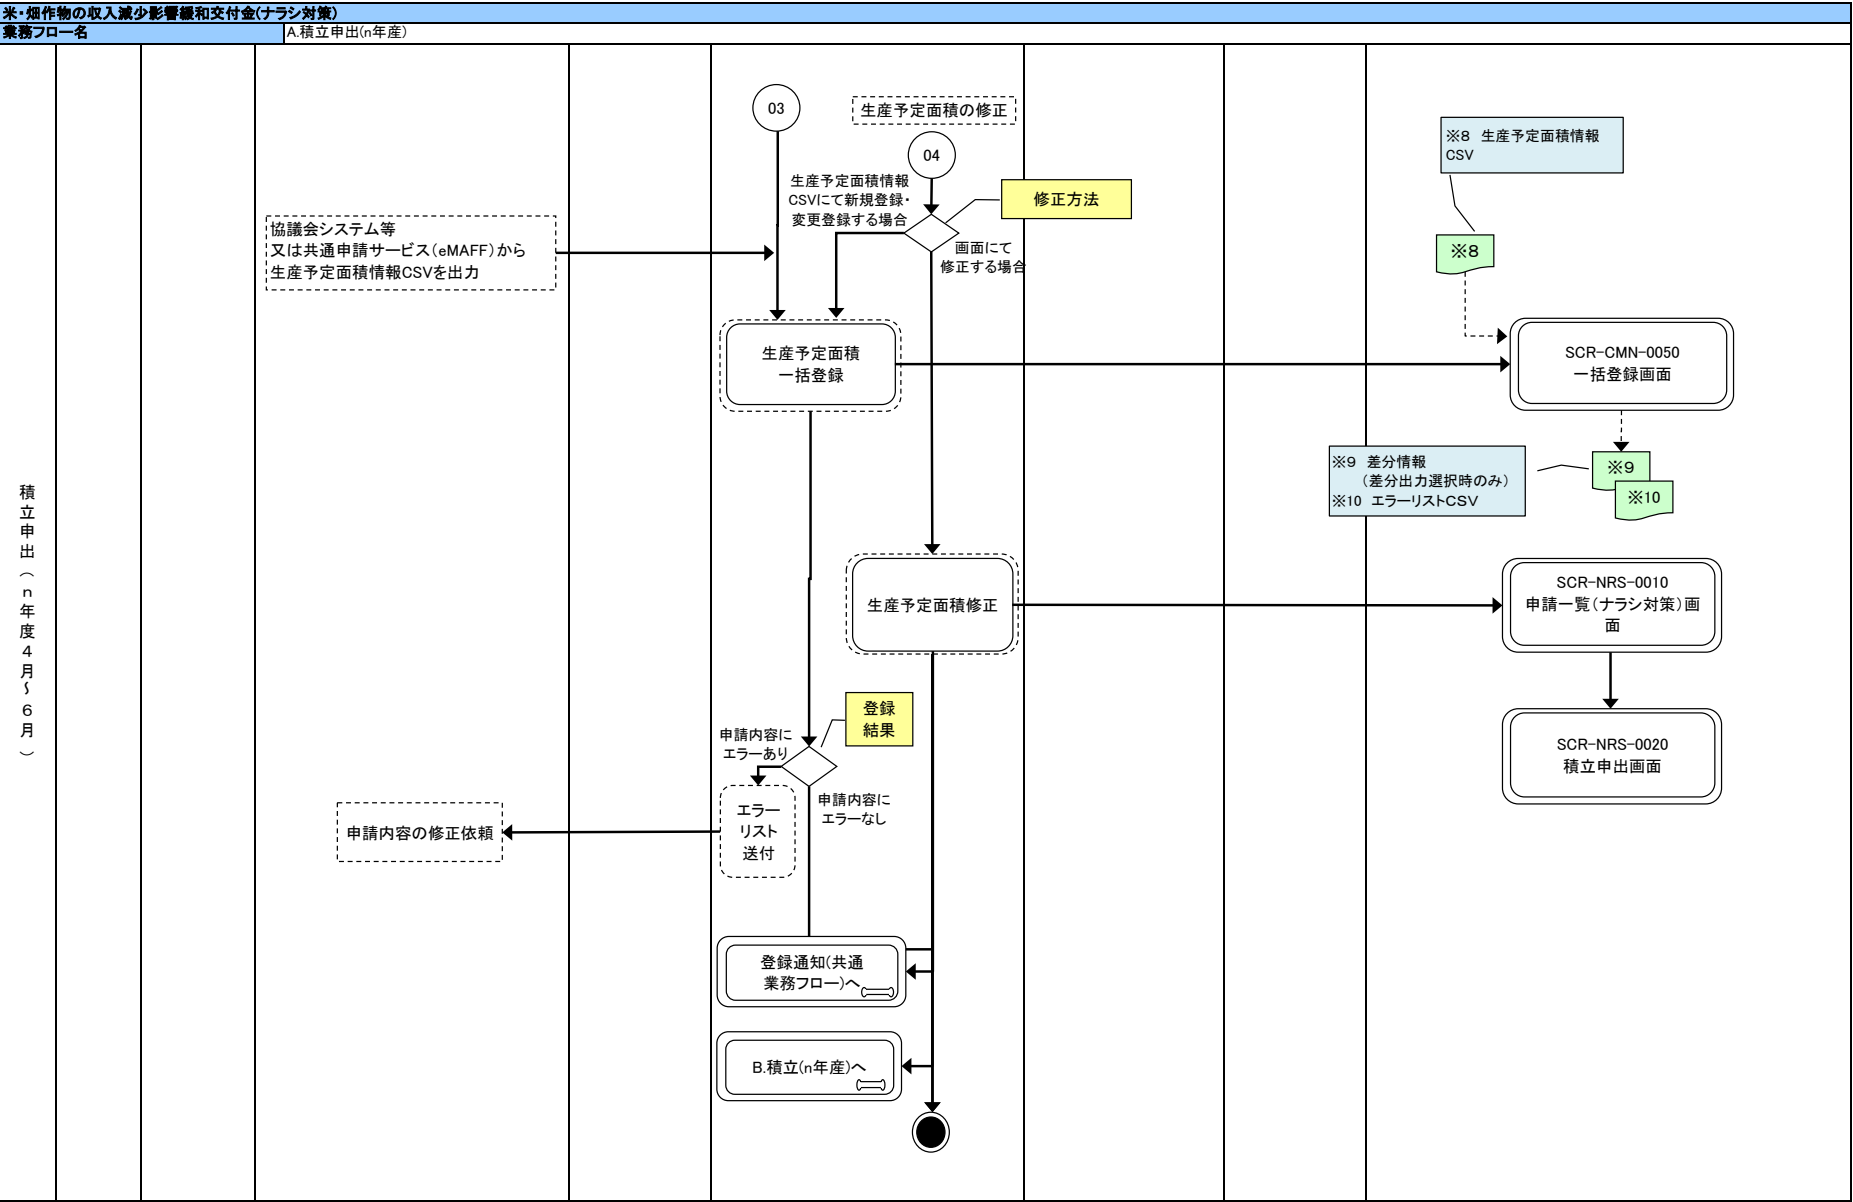 米・畑作物の収入減少影響緩和交付金(ナラシ対策)
業務フロー名
A.積立申出(n年産)
積立申出（n年度4月～6月）
03
生産予定面積の修正
04
生産予定面積情報
CSVにて新規登録・
変更登録する場合
修正方法
画面にて
修正する場合
協議会システム等
又は共通申請サービス（eMAFF）から
生産予定面積情報CSVを出力
※8　生産予定面積情報
CSV
※8
生産予定面積
一括登録
SCR-CMN-0050
一括登録画面
※9　差分情報
（差分出力選択時のみ）
※10　エラーリストCSV
※9
※10
生産予定面積修正
SCR-NRS-0010
申請一覧（ナラシ対策）画
面
登録
結果
申請内容に
エラーあり
SCR-NRS-0020
積立申出画面
申請内容に
エラーなし
エラー
リスト
送付
申請内容の修正依頼
登録通知(共通
業務フロー)へ
B.積立(n年産)へ